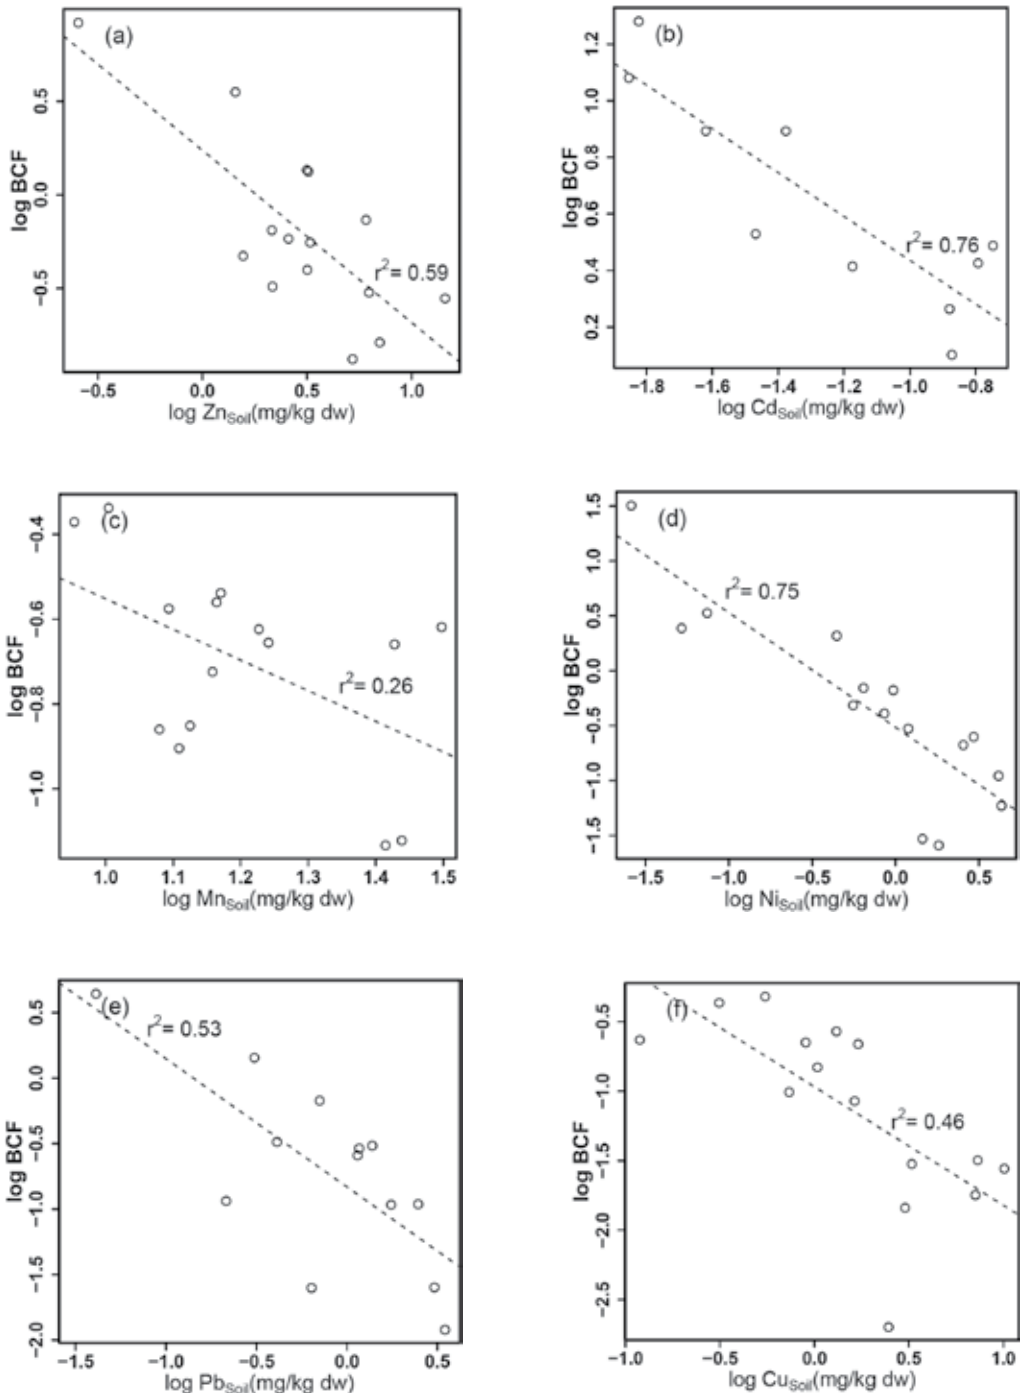 (a)
log BCF
0.5
0.0
−0.5
r²= 0.59
−0.5 0.0 0.5 1.0
log Zn_Soil(mg/kg dw)
(b)
log BCF
1.2
1.0
0.8
0.6
0.4
0.2
r²= 0.76
−1.8 −1.6 −1.4 −1.2 −1.0 −0.8
log Cd_Soil(mg/kg dw)
(c)
log BCF
−0.4
−0.6
−0.8
−1.0
r²= 0.26
1.0 1.1 1.2 1.3 1.4 1.5
log Mn_Soil(mg/kg dw)
(d)
log BCF
1.5
1.0
0.5
0.0
−0.5
−1.0
−1.5
r²= 0.75
−1.5 −1.0 −0.5 0.0 0.5
log Ni_Soil(mg/kg dw)
(e)
log BCF
0.5
0.0
−0.5
−1.0
−1.5
−2.0
r²= 0.53
−1.5 −1.0 −0.5 0.0 0.5
log Pb_Soil(mg/kg dw)
(f)
log BCF
−0.5
−1.0
−1.5
−2.0
−2.5
r²= 0.46
−1.0 −0.5 0.0 0.5 1.0
log Cu_Soil(mg/kg dw)